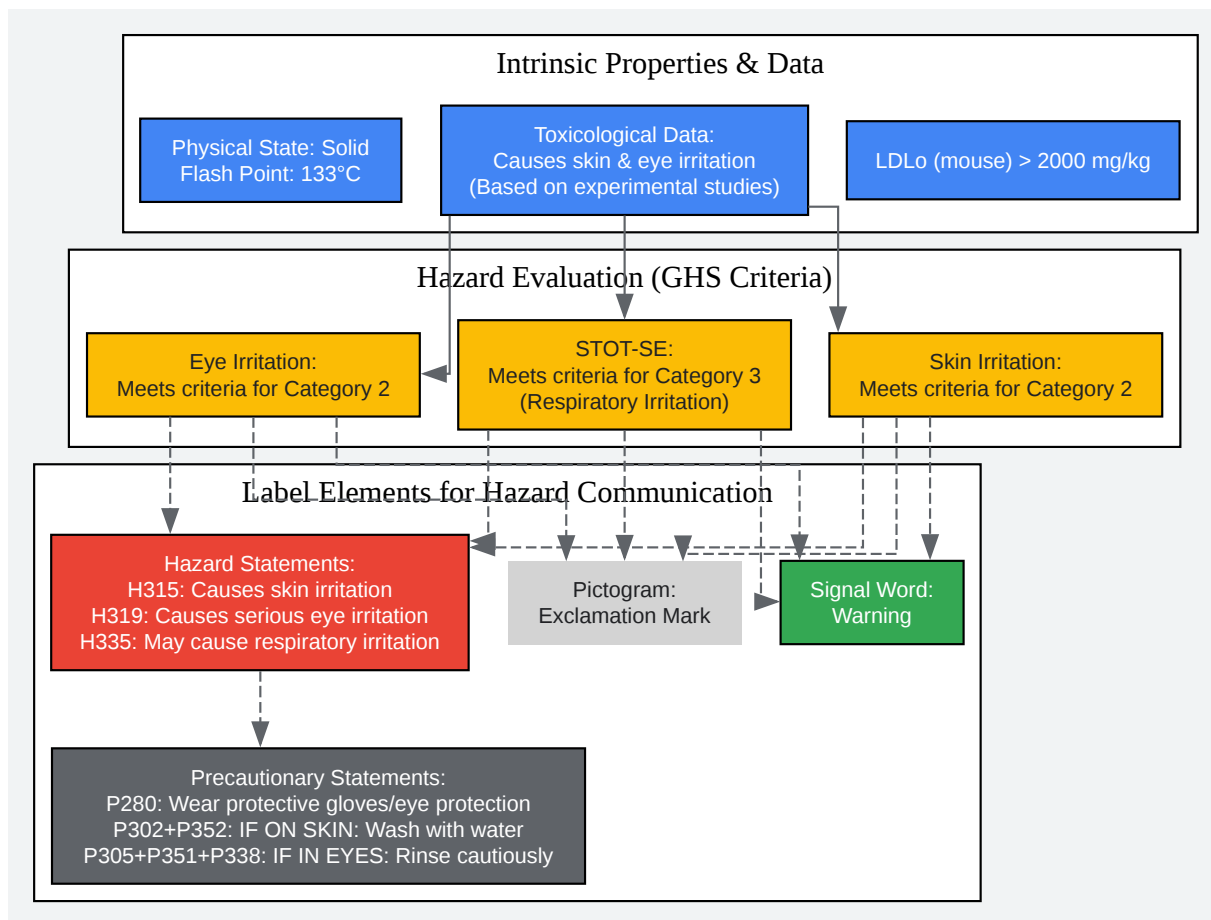 Intrinsic Properties & Data
Physical State: Solid
Flash Point: 133°C
Toxicological Data:
Causes skin & eye irritation
(Based on experimental studies)
LDLo (mouse) > 2000 mg/kg
Hazard Evaluation (GHS Criteria)
Eye Irritation:
Meets criteria for Category 2
STOT-SE:
Meets criteria for Category 3
(Respiratory Irritation)
Skin Irritation:
Meets criteria for Category 2
Label Elements for Hazard Communication
Hazard Statements:
H315: Causes skin irritation
H319: Causes serious eye irritation
H335: May cause respiratory irritation
Pictogram:
Exclamation Mark
Signal Word:
Warning
Precautionary Statements:
P280: Wear protective gloves/eye protection
P302+P352: IF ON SKIN: Wash with water
P305+P351+P338: IF IN EYES: Rinse cautiously